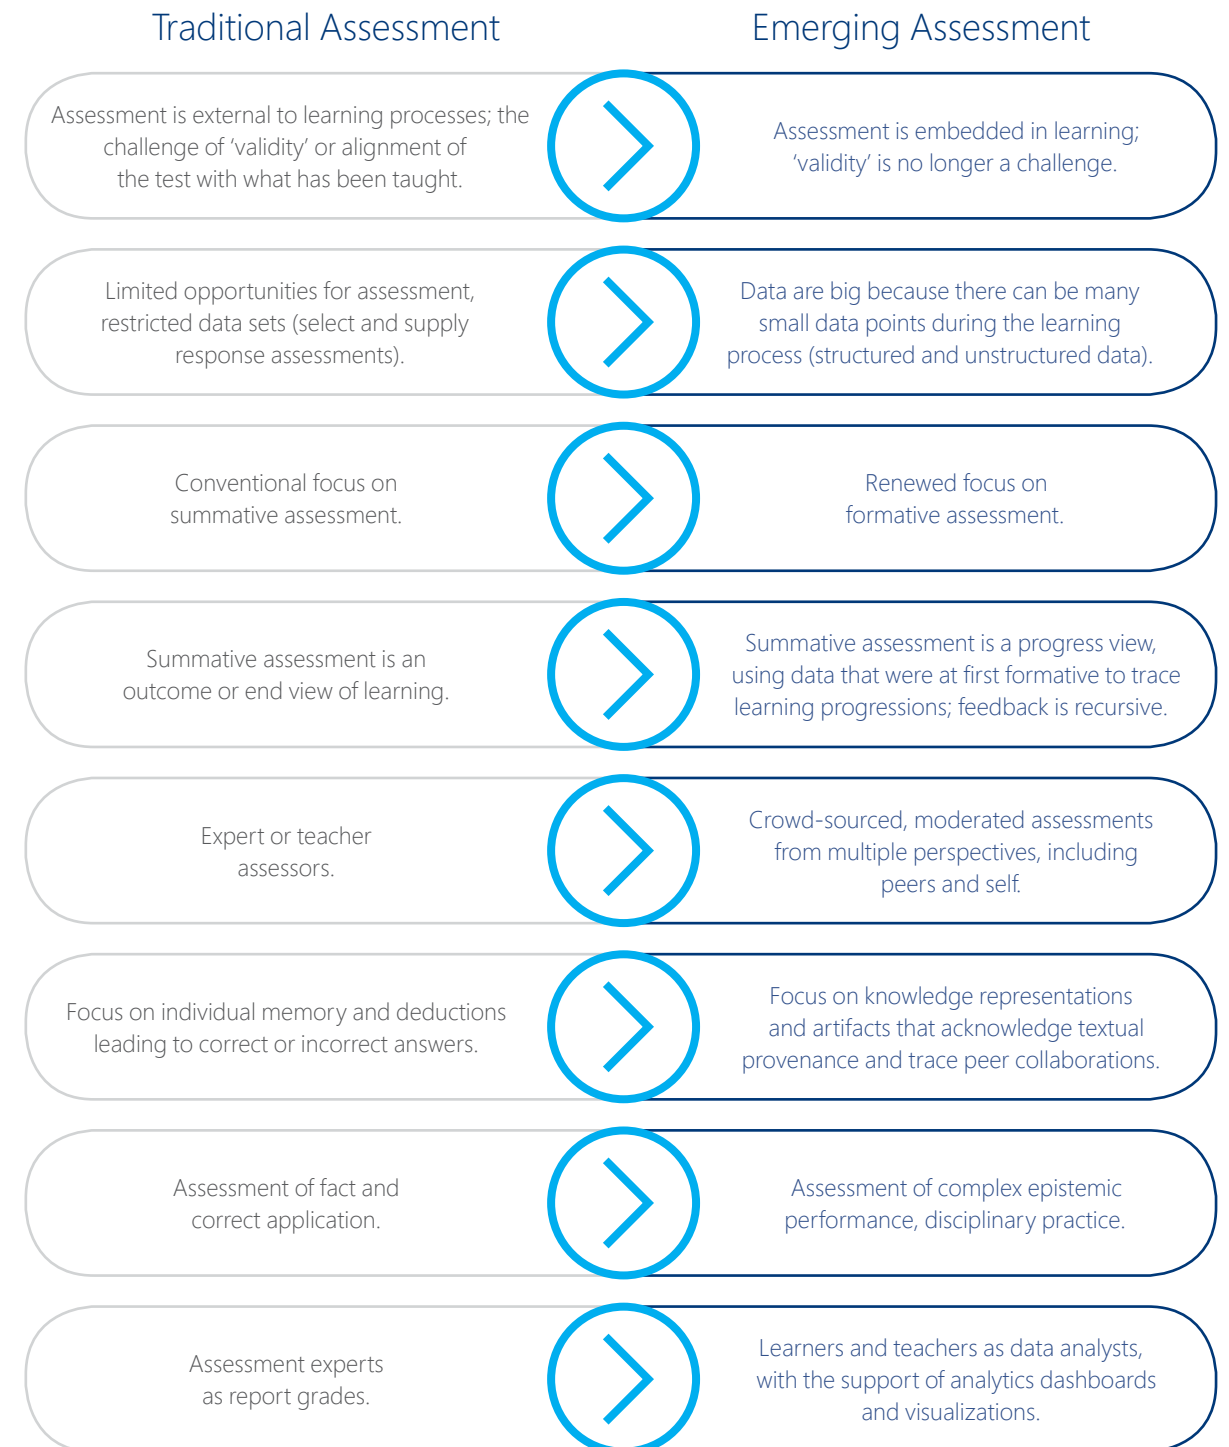 Traditional Assessment
Emerging Assessment
Assessment is external to learning processes; the
challenge of ‘validity’ or alignment of
the test with what has been taught.
Assessment is embedded in learning;
‘validity’ is no longer a challenge.
Limited opportunities for assessment,
restricted data sets (select and supply
response assessments).
Data are big because there can be many
small data points during the learning
process (structured and unstructured data).
Conventional focus on
summative assessment.
Renewed focus on
formative assessment.
Summative assessment is an
outcome or end view of learning.
Summative assessment is a progress view,
using data that were at first formative to trace
learning progressions; feedback is recursive.
Expert or teacher
assessors.
Crowd-sourced, moderated assessments
from multiple perspectives, including
peers and self.
Focus on individual memory and deductions
leading to correct or incorrect answers.
Focus on knowledge representations
and artifacts that acknowledge textual
provenance and trace peer collaborations.
Assessment of fact and
correct application.
Assessment of complex epistemic
performance, disciplinary practice.
Assessment experts
as report grades.
Learners and teachers as data analysts,
with the support of analytics dashboards
and visualizations.